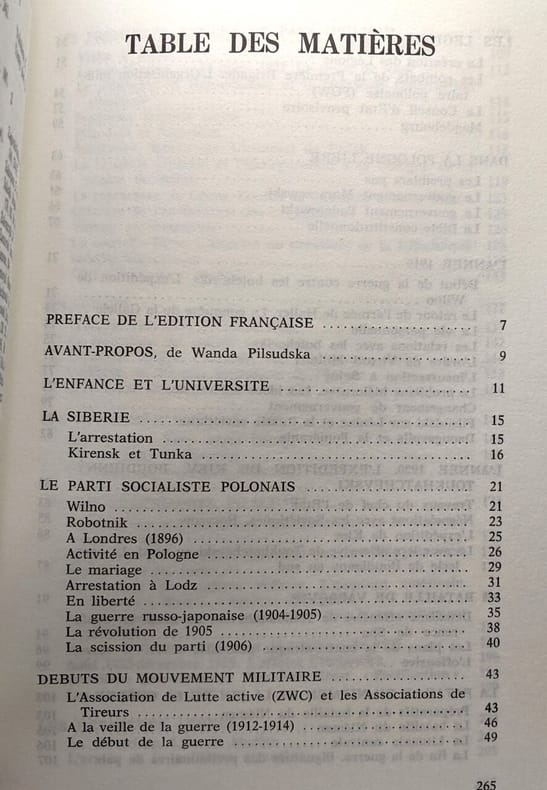 TABLE DES MATIÈRES
PREFACE DE L'EDITION FRANÇAISE ........................ 7
AVANT-PROPOS, de Wanda Pilsudska ........................ 9
L'ENFANCE ET L'UNIVERSITE ........................ 11
LA SIBERIE ........................ 15
L'arrestation ........................ 15
Kirensk et Tunka ........................ 16
LE PARTI SOCIALISTE POLONAIS ........................ 21
Wilno ........................ 21
Robotnik ........................ 23
A Londres (1896) ........................ 25
Activité en Pologne ........................ 26
Le mariage ........................ 29
Arrestation à Lodz ........................ 31
En liberté ........................ 33
La guerre russo-japonaise (1904-1905) ........................ 35
La révolution de 1905 ........................ 38
La scission du parti (1906) ........................ 40
DEBUTS DU MOUVEMENT MILITAIRE ........................ 43
L'Association de Lutte active (ZWC) et les Associations de
Tireurs ........................ 43
A la veille de la guerre (1912-1914) ........................ 46
Le début de la guerre ........................ 49
265